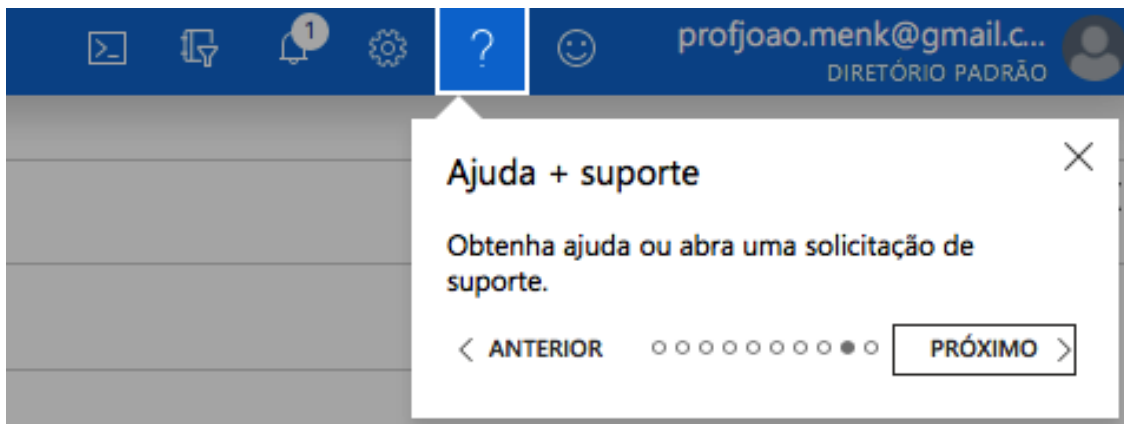 1
profjoao.menk@gmail.c...
DIRETÓRIO PADRÃO
Ajuda + suporte
Obtenha ajuda ou abra uma solicitação de
suporte.
ANTERIOR
PRÓXIMO